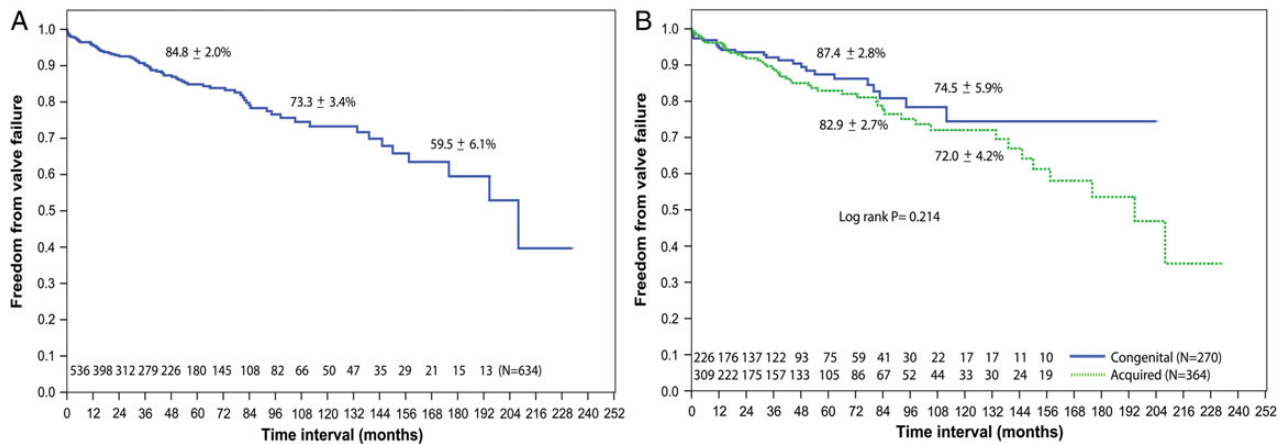 A
Freedom from valve failure
1.0
0.9
0.8
0.7
0.6
0.5
0.4
0.3
0.2
0.1
0.0
84.8 ± 2.0%
73.3 ± 3.4%
59.5 ± 6.1%
536 398 312 279 226 180 145 108 82 66 50 47 35 29 21 15 13 (N=634)
0 12 24 36 48 60 72 84 96 108 120 132 144 156 168 180 192 204 216 228 240 252
Time interval (months)
B
Freedom from valve failure
1.0
0.9
0.8
0.7
0.6
0.5
0.4
0.3
0.2
0.1
0.0
87.4 ± 2.8%
74.5 ± 5.9%
82.9 ± 2.7%
72.0 ± 4.2%
Log rank P= 0.214
226 176 137 122 93 75 59 41 30 22 17 17 11 10 Congenital (N=270)
309 222 175 157 133 105 86 67 52 44 33 30 24 19 Acquired (N=364)
0 12 24 36 48 60 72 84 96 108 120 132 144 156 168 180 192 204 216 228 240 252
Time interval (months)